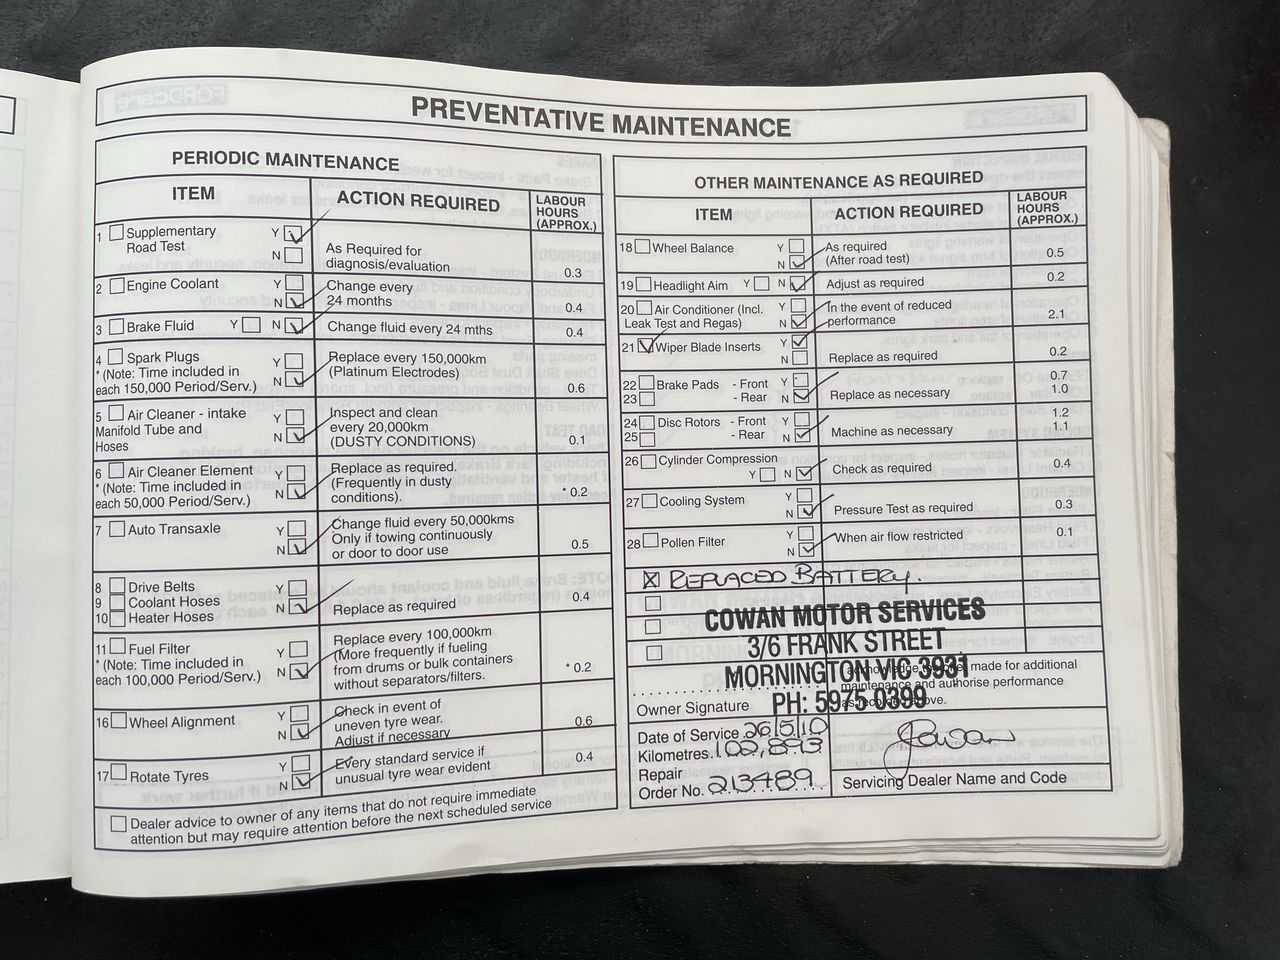 PREVENTATIVE MAINTENANCE
PERIODIC MAINTENANCE
ITEM
ACTION REQUIRED
LABOUR
HOURS
(APPROX.)
1 Supplementary
Road Test
Y
N
As Required for
diagnosis/evaluation
0.3
2 Engine Coolant
Y
N
Change every
24 months
0.4
3 Brake Fluid Y N
Change fluid every 24 mths
0.4
4 Spark Plugs
* (Note: Time included in
each 150,000 Period/Serv.)
Y
N
Replace every 150,000km
(Platinum Electrodes)
0.6
5 Air Cleaner - intake
Manifold Tube and
Hoses
Y
N
Inspect and clean
every 20,000km
(DUSTY CONDITIONS)
0.1
6 Air Cleaner Element
* (Note: Time included in
each 50,000 Period/Serv.)
Y
N
Replace as required.
(Frequently in dusty
conditions).
* 0.2
7 Auto Transaxle
Y
N
Change fluid every 50,000kms
Only if towing continuously
or door to door use
0.5
8 Drive Belts
9 Coolant Hoses
10 Heater Hoses
Y
N
Replace as required
0.4
11 Fuel Filter
* (Note: Time included in
each 100,000 Period/Serv.)
Y
N
Replace every 100,000km
(More frequently if fueling
from drums or bulk containers
without separators/filters.
* 0.2
16 Wheel Alignment
Y
N
Check in event of
uneven tyre wear.
Adjust if necessary
0.6
17 Rotate Tyres
Y
N
Every standard service if
unusual tyre wear evident
0.4
Dealer advice to owner of any items that do not require immediate
attention but may require attention before the next scheduled service
OTHER MAINTENANCE AS REQUIRED
ITEM
ACTION REQUIRED
LABOUR
HOURS
(APPROX.)
18 Wheel Balance
Y
N
As required
(After road test)
0.5
19 Headlight Aim Y N
Adjust as required
0.2
20 Air Conditioner (Incl.
Leak Test and Regas)
Y
N
In the event of reduced
performance
2.1
21 Wiper Blade Inserts
Y
N
Replace as required
0.2
22 Brake Pads - Front
23 - Rear
Y
N
Replace as necessary
0.7
1.0
24 Disc Rotors - Front
25 - Rear
Y
N
Machine as necessary
1.2
1.1
26 Cylinder Compression
Y N
Check as required
0.4
27 Cooling System
Y
N
Pressure Test as required
0.3
28 Pollen Filter
Y
N
When air flow restricted
0.1
REPLACED BATTERY.
COWAN MOTOR SERVICES
3/6 FRANK STREET
MORNINGTON VIC 3931
PH: 5975 0399
made for additional
maintenance and authorise performance
Owner Signature
Date of Service 26/5/10
Kilometres 102,893
Repair
Order No. 213489
Servicing Dealer Name and Code